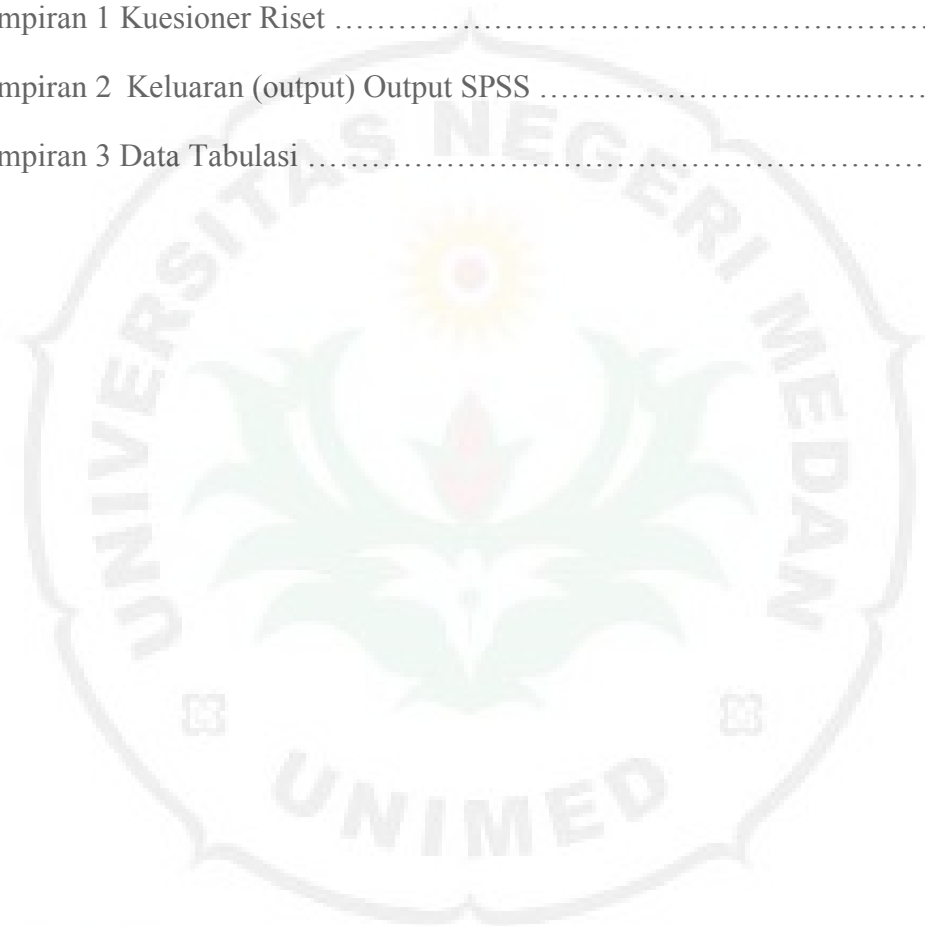 mpiran 1 Kuesioner Riset ……………………………………………………
mpiran 2  Keluaran (output) Output SPSS ……………………..…………
mpiran 3 Data Tabulasi ………………………………………………………
UNIVERSITAS NEGERI MEDAN
UNIMED